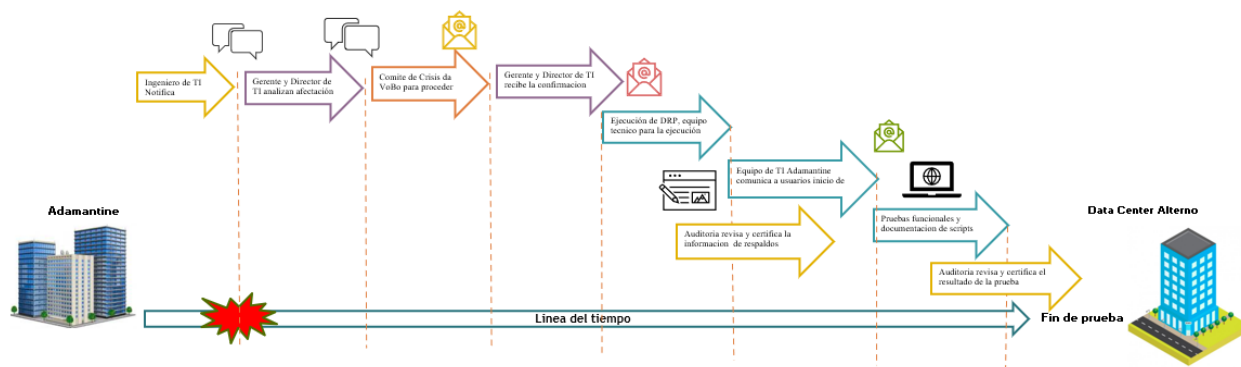 Ingeniero de TI
Notifica
Gerente y Director de
TI analizan afectación
Comite de Crisis da
VoBo para proceder
Gerente y Director de TI
recibe la confirmacion
Ejecución de DRP, equipo
tecnico para la ejecución
Equipo de TI Adamantine
comunica a usuarios inicio de
Auditoria revisa y certifica la
informacion de respaldos
Pruebas funcionales y
documentacion de scripts
Auditoria revisa y certifica el
resultado de la prueba
Adamantine
Data Center Alterno
Linea del tiempo
Fin de prueba